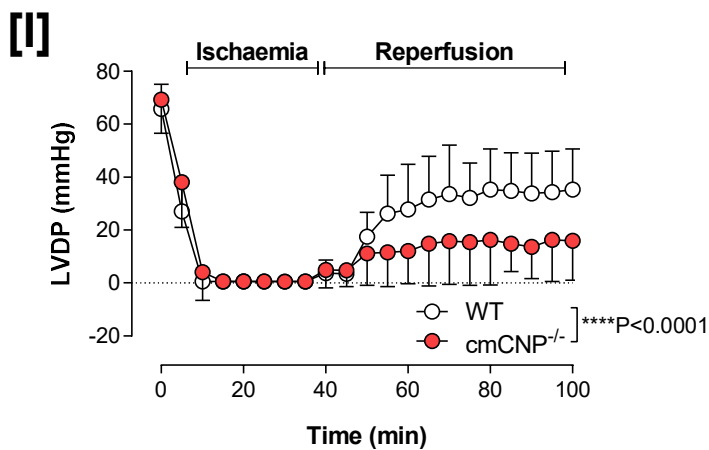 [I]
Ischaemia Reperfusion
LVDP (mmHg)
80
60
40
20
0
-20
WT
cmCNP-/-
****P<0.0001
0 20 40 60 80 100
Time (min)